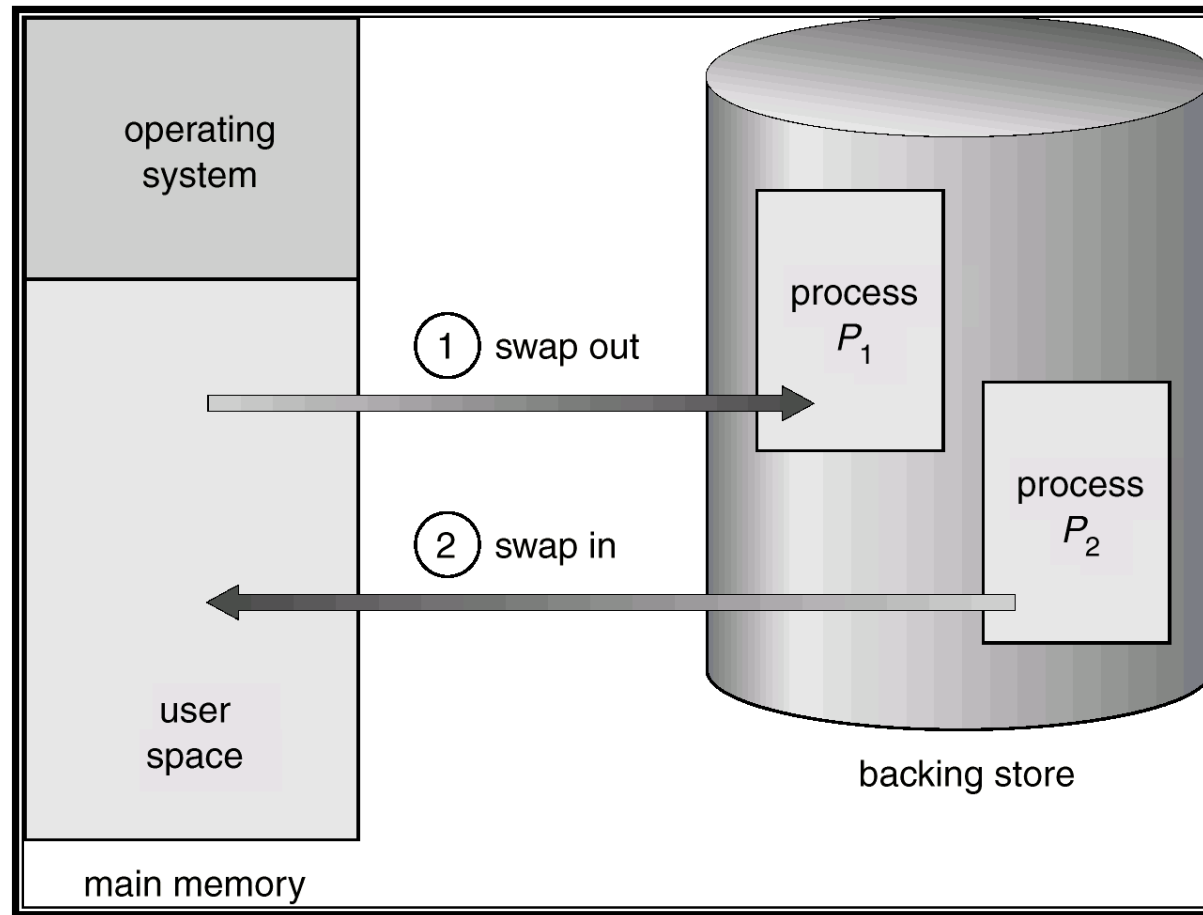 operating
system
process
P1
1 swap out
process
P2
2 swap in
user
space
backing store
main memory